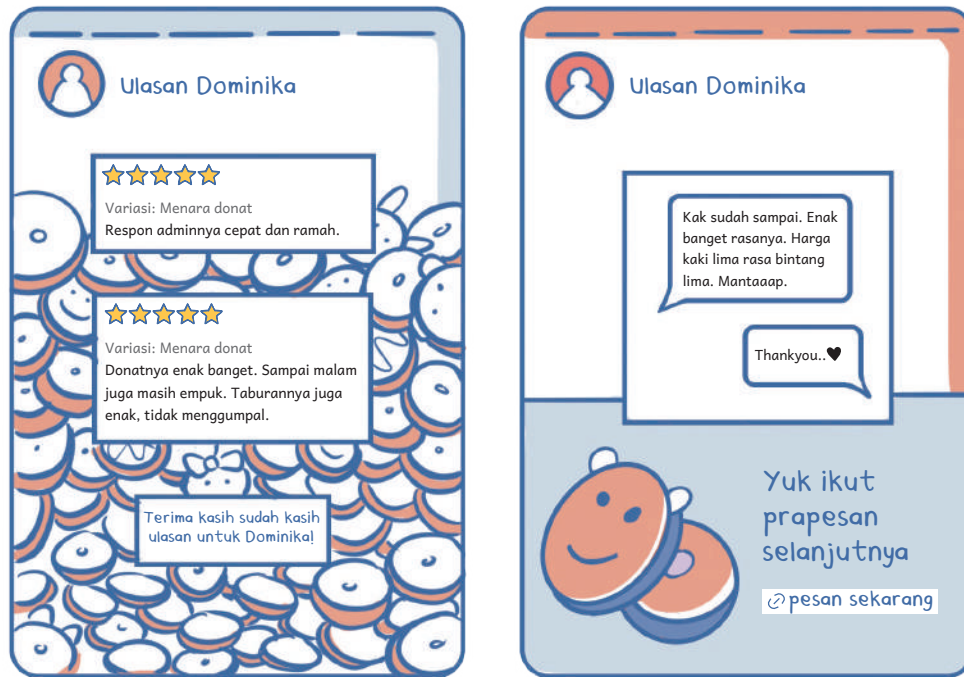 Ulasan Dominika
Variasi: Menara donat
Respon adminnya cepat dan ramah.
Variasi: Menara donat
Donatnya enak banget. Sampai malam
juga masih empuk. Taburannya juga
enak, tidak menggumpal.
Terima kasih sudah kasih
ulasan untuk Dominika!
Ulasan Dominika
Kak sudah sampai. Enak
banget rasanya. Harga
kaki lima rasa bintang
lima. Mantaaap.
Thankyou..♥
Yuk ikut
prapesan
selanjutnya
pesan sekarang